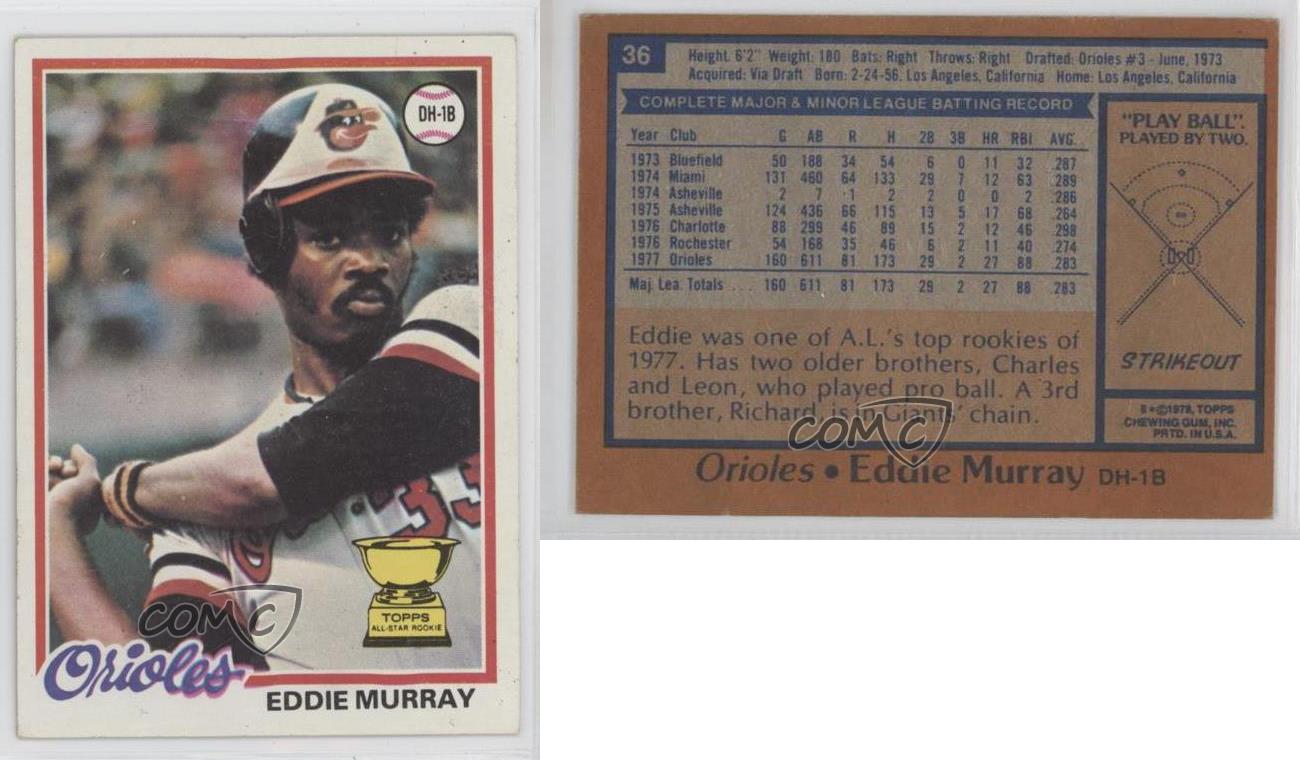 DH-1B
33
TOPPS
ALL-STAR ROOKIE
COMC
Orioles
EDDIE MURRAY
36
Height: 6'2" Weight: 180 Bats: Right Throws: Right Drafted: Orioles #3 - June, 1973
Acquired: Via Draft Born: 2-24-56, Los Angeles, California Home: Los Angeles, California
COMPLETE MAJOR & MINOR LEAGUE BATTING RECORD
Year Club G AB R H 2B 3B HR RBI AVG.
1973 Bluefield 50 188 34 54 6 0 11 32 .287
1974 Miami 131 460 64 133 29 7 12 63 .289
1974 Asheville 2 7 1 2 2 0 0 2 .286
1975 Asheville 124 436 66 115 13 5 17 68 .264
1976 Charlotte 88 299 46 89 15 2 12 46 .298
1976 Rochester 54 168 35 46 6 2 11 40 .274
1977 Orioles 160 611 81 173 29 2 27 88 .283
Maj. Lea. Totals . . . 160 611 81 173 29 2 27 88 .283
Eddie was one of A.L.'s top rookies of
1977. Has two older brothers, Charles
and Leon, who played pro ball. A 3rd
brother, Richard, is in Giants' chain.
"PLAY BALL".
PLAYED BY TWO.
STRIKEOUT
©1978, TOPPS
CHEWING GUM, INC.
PRTD. IN U.S.A.
COMC
Orioles • Eddie Murray DH-1B